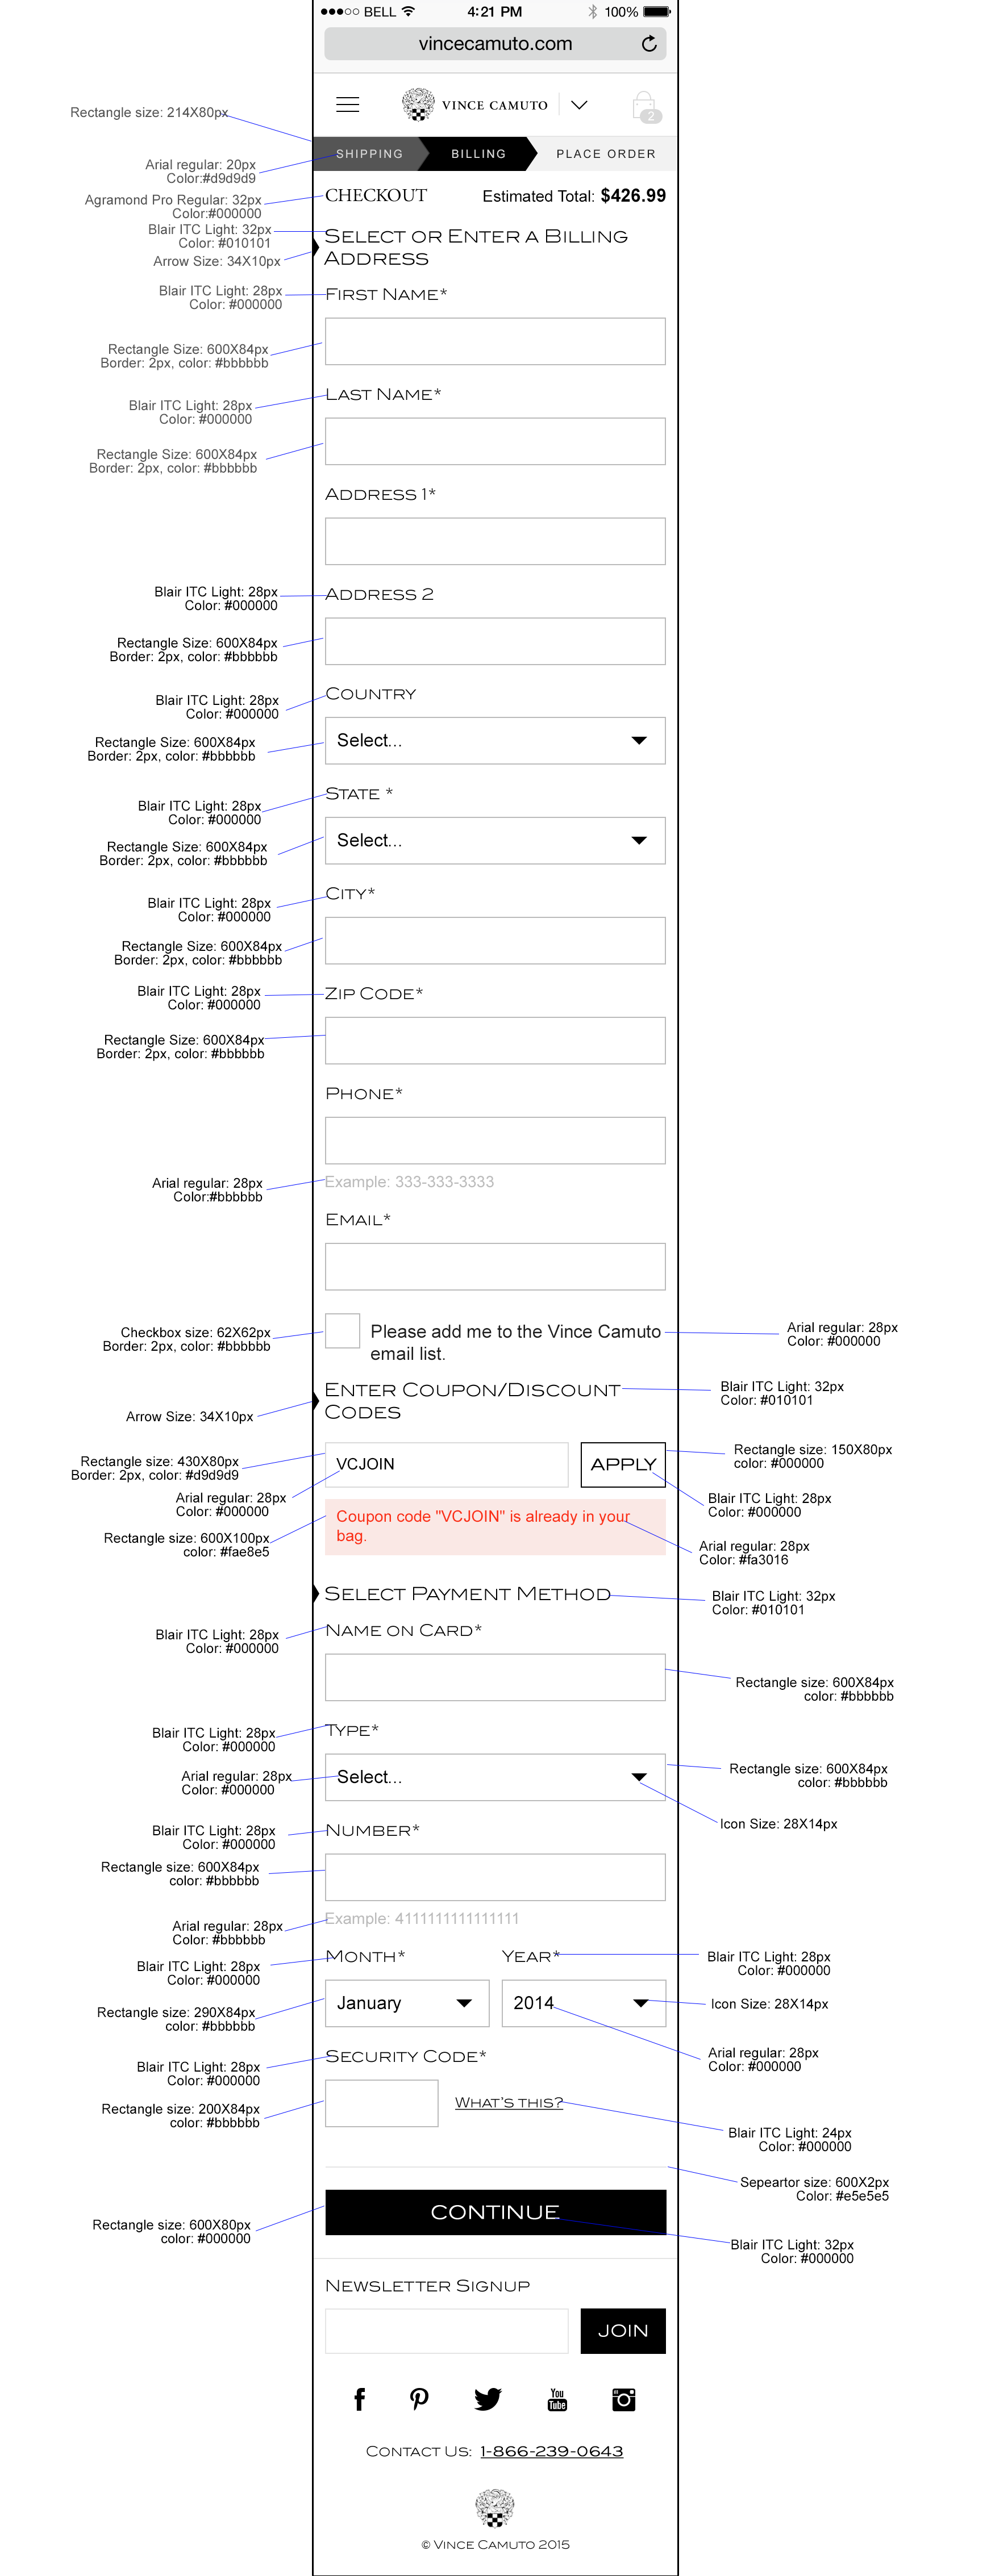 BELL 4:21 PM 100%
vincecamuto.com
VINCE CAMUTO 2
Rectangle size: 214X80px
SHIPPING BILLING PLACE ORDER
Arial regular: 20px
Color:#d9d9d9
CHECKOUT Estimated Total: $426.99
Agramond Pro Regular: 32px
Color:#000000
Blair ITC Light: 32px
Color: #010101
SELECT OR ENTER A BILLING
ADDRESS
Arrow Size: 34X10px
Blair ITC Light: 28px
Color: #000000
FIRST NAME*
Rectangle Size: 600X84px
Border: 2px, color: #bbbbbb
LAST NAME*
Blair ITC Light: 28px
Color: #000000
Rectangle Size: 600X84px
Border: 2px, color: #bbbbbb
ADDRESS 1*
ADDRESS 2
Blair ITC Light: 28px
Color: #000000
Rectangle Size: 600X84px
Border: 2px, color: #bbbbbb
COUNTRY
Blair ITC Light: 28px
Color: #000000
Select...
Rectangle Size: 600X84px
Border: 2px, color: #bbbbbb
STATE *
Blair ITC Light: 28px
Color: #000000
Select...
Rectangle Size: 600X84px
Border: 2px, color: #bbbbbb
CITY*
Blair ITC Light: 28px
Color: #000000
Rectangle Size: 600X84px
Border: 2px, color: #bbbbbb
ZIP CODE*
Blair ITC Light: 28px
Color: #000000
Rectangle Size: 600X84px
Border: 2px, color: #bbbbbb
PHONE*
Example: 333-333-3333
Arial regular: 28px
Color:#bbbbbb
EMAIL*
Checkbox size: 62X62px
Border: 2px, color: #bbbbbb
Please add me to the Vince Camuto
email list.
Arial regular: 28px
Color: #000000
ENTER COUPON/DISCOUNT
CODES
Blair ITC Light: 32px
Color: #010101
Arrow Size: 34X10px
Rectangle size: 430X80px
Border: 2px, color: #d9d9d9
VCJOIN APPLY
Rectangle size: 150X80px
color: #000000
Arial regular: 28px
Color: #000000
Blair ITC Light: 28px
Color: #000000
Rectangle size: 600X100px
color: #fae8e5
Coupon code "VCJOIN" is already in your
bag.
Arial regular: 28px
Color: #fa3016
SELECT PAYMENT METHOD
Blair ITC Light: 32px
Color: #010101
NAME ON CARD*
Blair ITC Light: 28px
Color: #000000
Rectangle size: 600X84px
color: #bbbbbb
TYPE*
Blair ITC Light: 28px
Color: #000000
Select...
Arial regular: 28px
Color: #000000
Rectangle size: 600X84px
color: #bbbbbb
Icon Size: 28X14px
NUMBER*
Blair ITC Light: 28px
Color: #000000
Rectangle size: 600X84px
color: #bbbbbb
Example: 4111111111111111
Arial regular: 28px
Color: #bbbbbb
MONTH* YEAR*
Blair ITC Light: 28px
Color: #000000
Blair ITC Light: 28px
Color: #000000
January 2014
Rectangle size: 290X84px
color: #bbbbbb
Icon Size: 28X14px
Arial regular: 28px
Color: #000000
SECURITY CODE*
Blair ITC Light: 28px
Color: #000000
WHAT'S THIS?
Rectangle size: 200X84px
color: #bbbbbb
Blair ITC Light: 24px
Color: #000000
Sepeartor size: 600X2px
Color: #e5e5e5
CONTINUE
Rectangle size: 600X80px
color: #000000
Blair ITC Light: 32px
Color: #000000
NEWSLETTER SIGNUP
JOIN
You
Tube
CONTACT US: 1-866-239-0643
© VINCE CAMUTO 2015